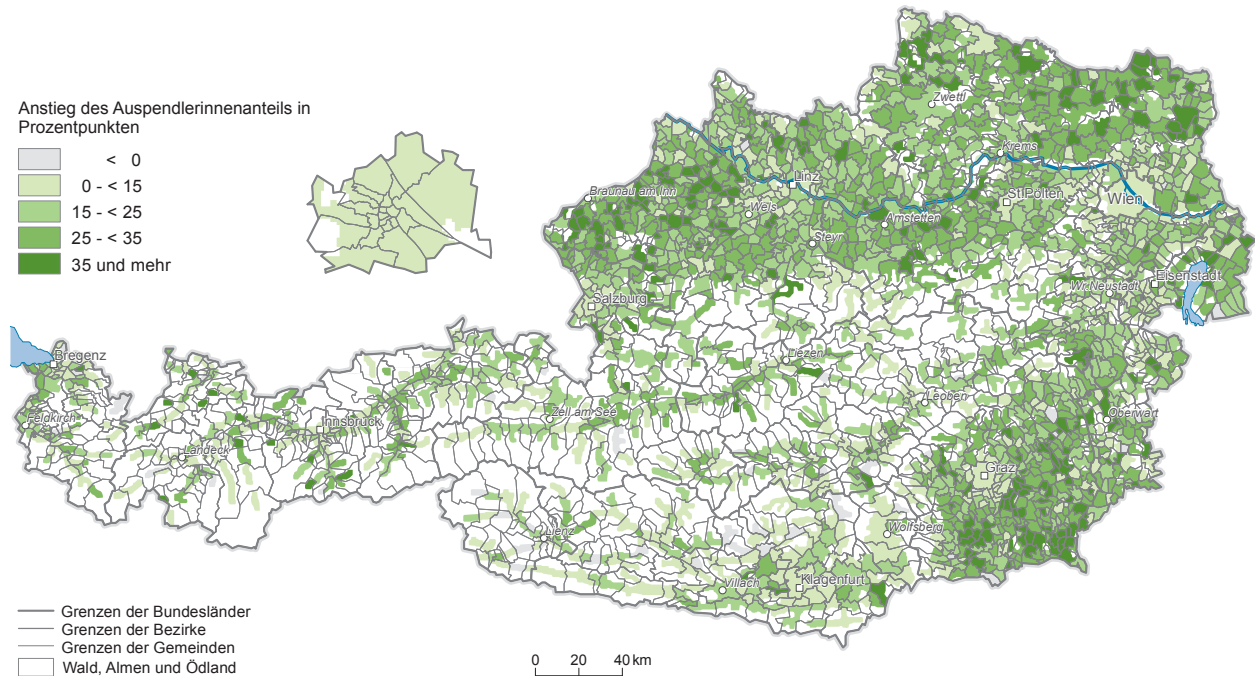 Anstieg des Auspendlerinnenanteils in
Prozentpunkten
< 0
0 - < 15
15 - < 25
25 - < 35
35 und mehr
Zwettl
Krems
Linz
Braunau am Inn
St. Pölten
Wien
Wels
Amstetten
Steyr
Eisenstadt
Wr. Neustadt
Salzburg
Bregenz
Liezen
Leoben
Feldkirch
Zell am See
Oberwart
Innsbruck
Landeck
Graz
Wolfsberg
Lienz
Villach
Klagenfurt
Grenzen der Bundesländer
Grenzen der Bezirke
Grenzen der Gemeinden
Wald, Almen und Ödland
0 20 40 km